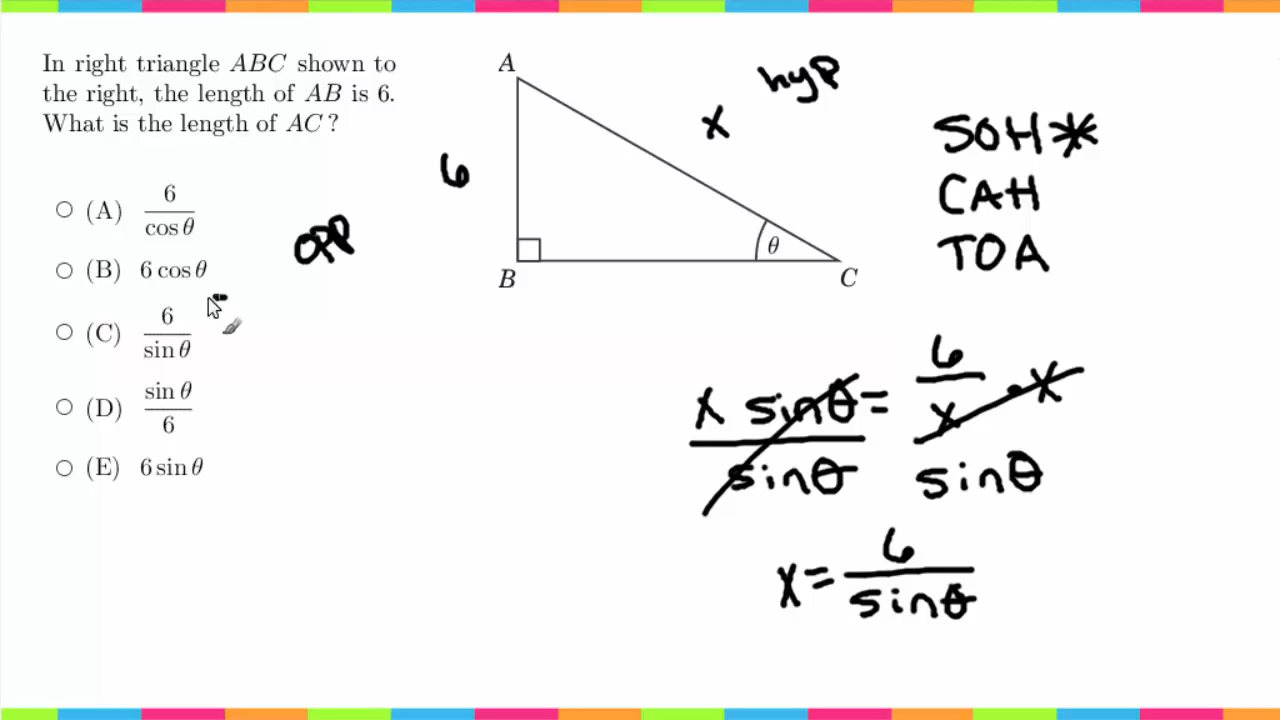 In right triangle ABC shown to
the right, the length of AB is 6.
What is the length of AC?
(A) 6/cos θ
(B) 6 cos θ
(C) 6/sin θ
(D) sin θ/6
(E) 6 sin θ
A
hyp
x
6
opp
B
θ
C
SOH*
CAH
TOA
x sinθ = 6/x · x
sinθ sinθ
x = 6/sinθ